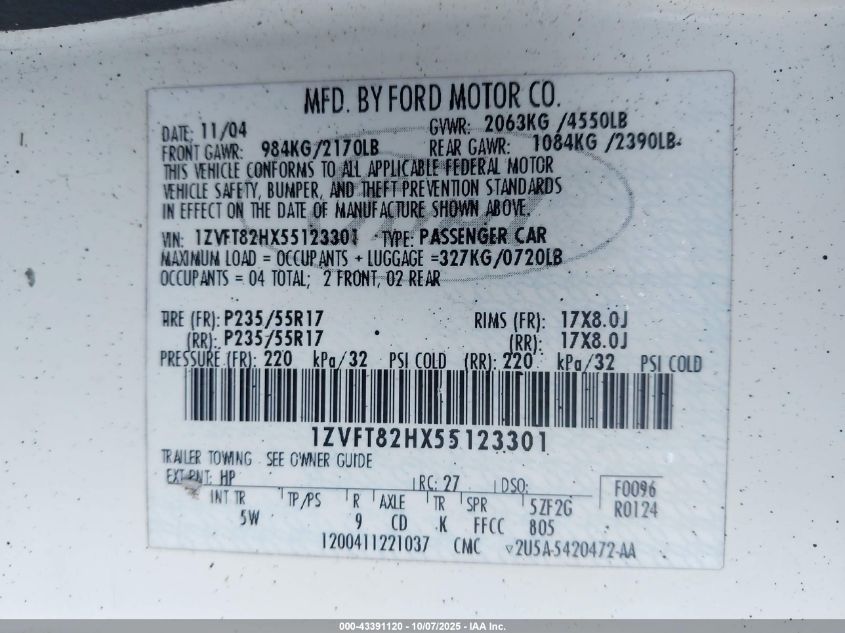 MFD. BY FORD MOTOR CO.
DATE: 11/04 GVWR: 2063KG /4550LB
FRONT GAWR: 984KG/2170LB REAR GAWR: 1084KG /2390LB
THIS VEHICLE CONFORMS TO ALL APPLICABLE FEDERAL MOTOR
VEHICLE SAFETY, BUMPER, AND THEFT PREVENTION STANDARDS
IN EFFECT ON THE DATE OF MANUFACTURE SHOWN ABOVE.
VIN: 1ZVFT82HX55123301 TYPE: PASSENGER CAR
MAXIMUM LOAD = OCCUPANTS + LUGGAGE =327KG/0720LB
OCCUPANTS = 04 TOTAL; 2 FRONT, 02 REAR
TIRE (FR): P235/55R17 RIMS (FR): 17X8.0J
(RR): P235/55R17 (RR): 17X8.0J
PRESSURE (FR): 220 kPa/32 PSI COLD (RR): 220 kPa/32 PSI COLD
1ZVFT82HX55123301
TRAILER TOWING - SEE OWNER GUIDE
EXT PNT: HP RC: 27 DSO: F0096
INT TR TP/PS R AXLE TR SPR 5ZF2G R0124
5W 9 CD K FFCC 805
1200411221037 CMC ▽2U5A-5420472-AA
000-43391120 - 10/07/2025 - IAA Inc.